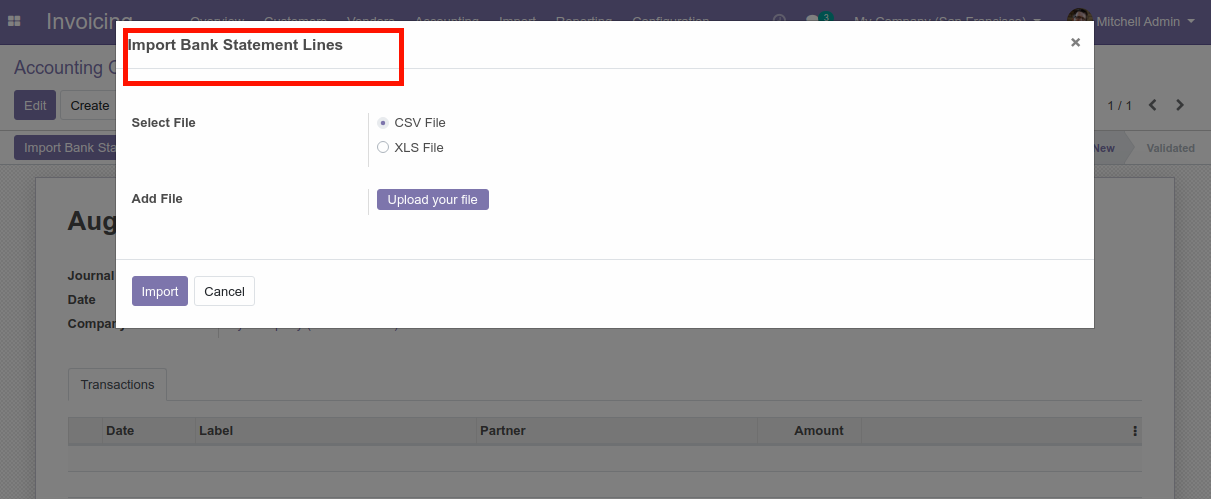 Invoicing Overview Customers Vendors Accounting Import Reporting Configuration 3 My Company (San Francisco) Mitchell Admin
Import Bank Statement Lines ×
Accounting
Edit Create 1 / 1
Select File CSV File
XLS File
Import Bank Sta New Validated
Add File Upload your file
Aug
Journal
Import Cancel
Date
Company
Transactions
Date Label Partner Amount